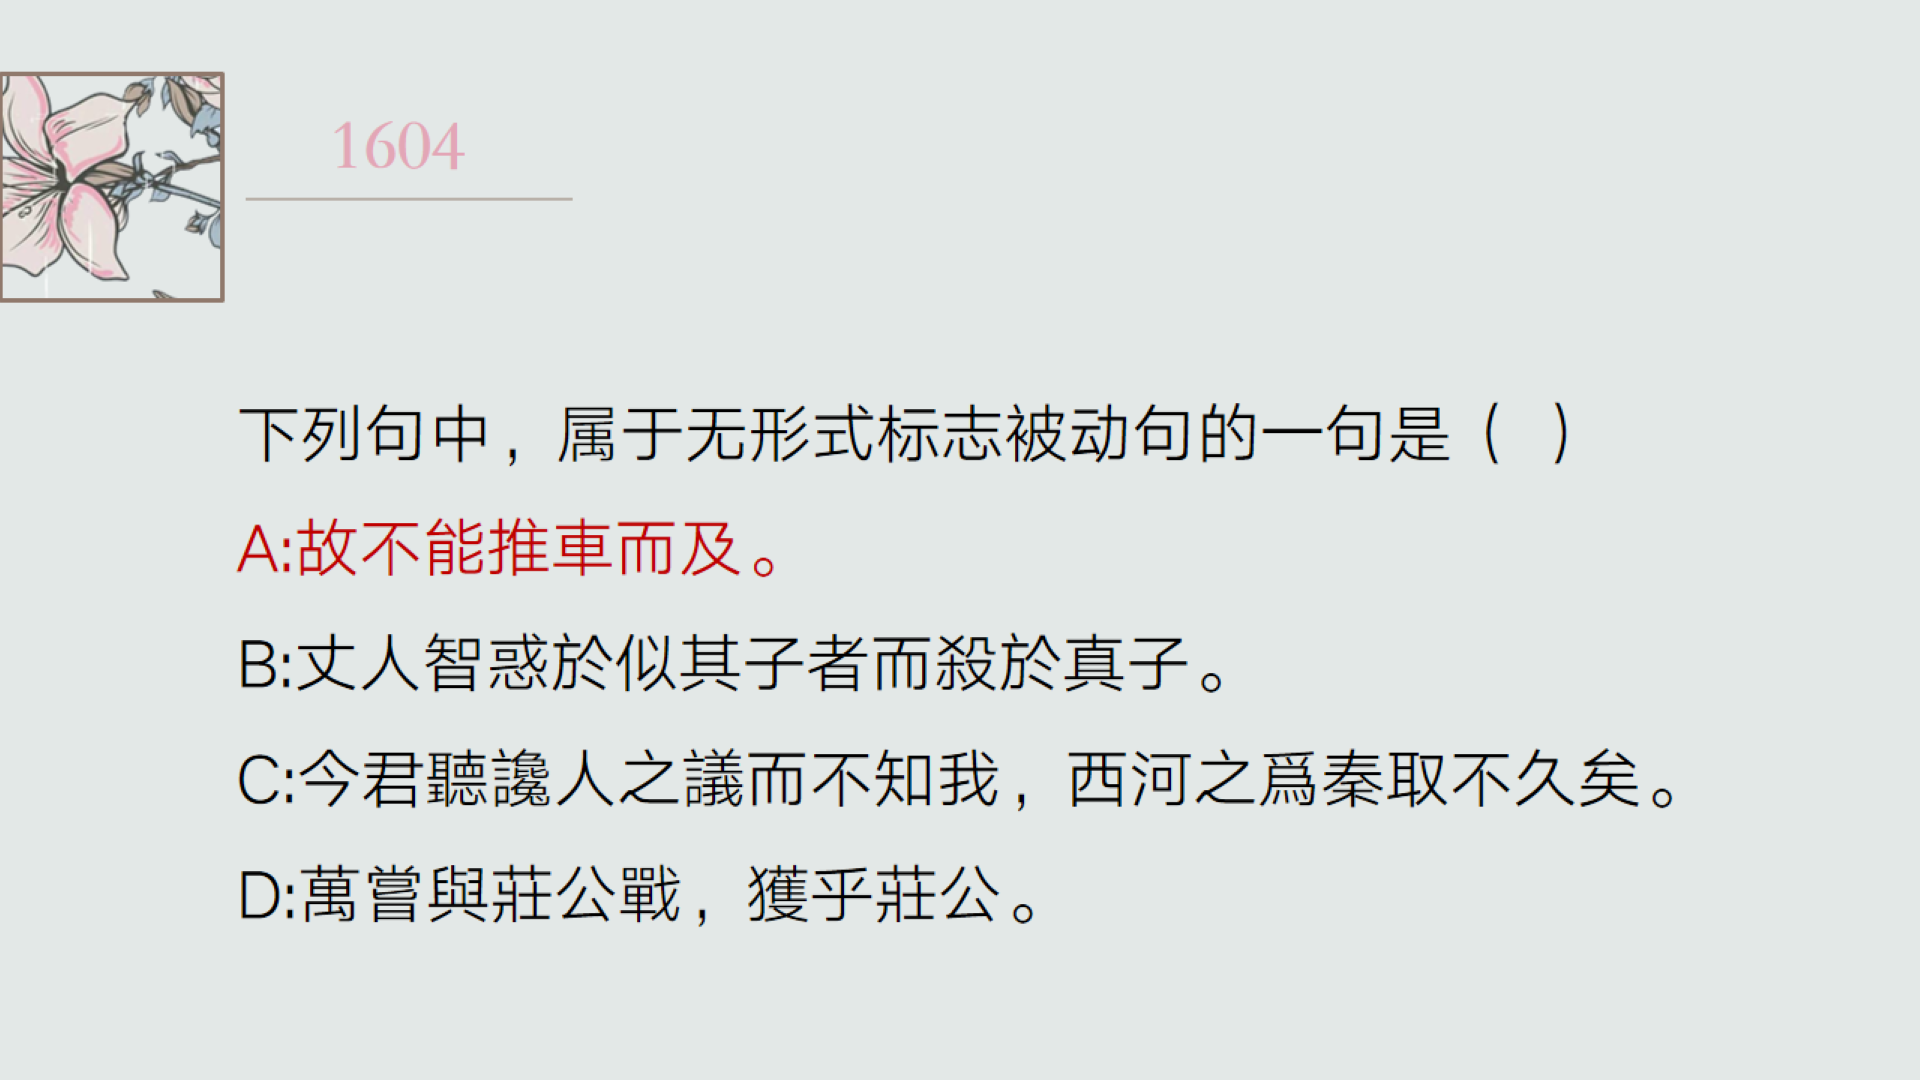 1604
下列句中，属于无形式标志被动句的一句是（ ）
A:故不能推車而及。
B:丈人智惑於似其子者而殺於真子。
C:今君聽讒人之議而不知我，西河之爲秦取不久矣。
D:萬嘗與莊公戰，獲乎莊公。